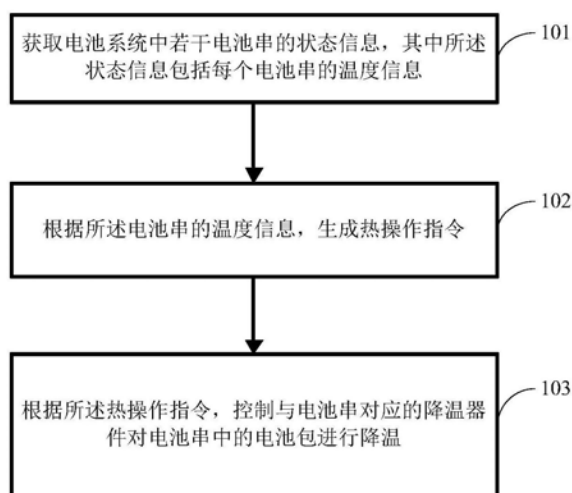 获取电池系统中若干电池串的状态信息，其中所述
状态信息包括每个电池串的温度信息
101
根据所述电池串的温度信息，生成热操作指令
102
根据所述热操作指令，控制与电池串对应的降温器
件对电池串中的电池包进行降温
103